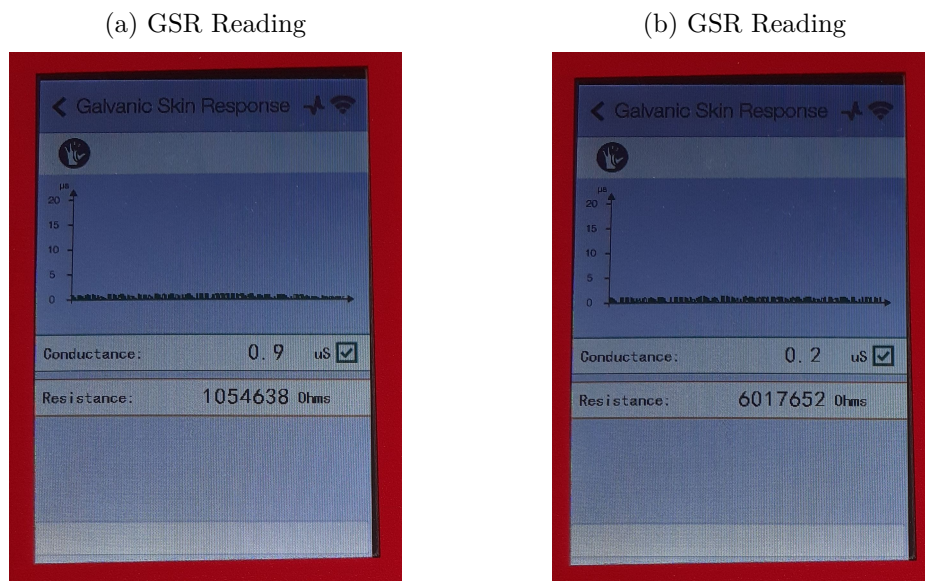 (a) GSR Reading
Galvanic Skin Response
μs
20
15
10
5
0
Conductance: 0.9 uS
Resistance: 1054638 Ohms
(b) GSR Reading
Galvanic Skin Response
μs
20
15
10
5
0
Conductance: 0.2 uS
Resistance: 6017652 Ohms